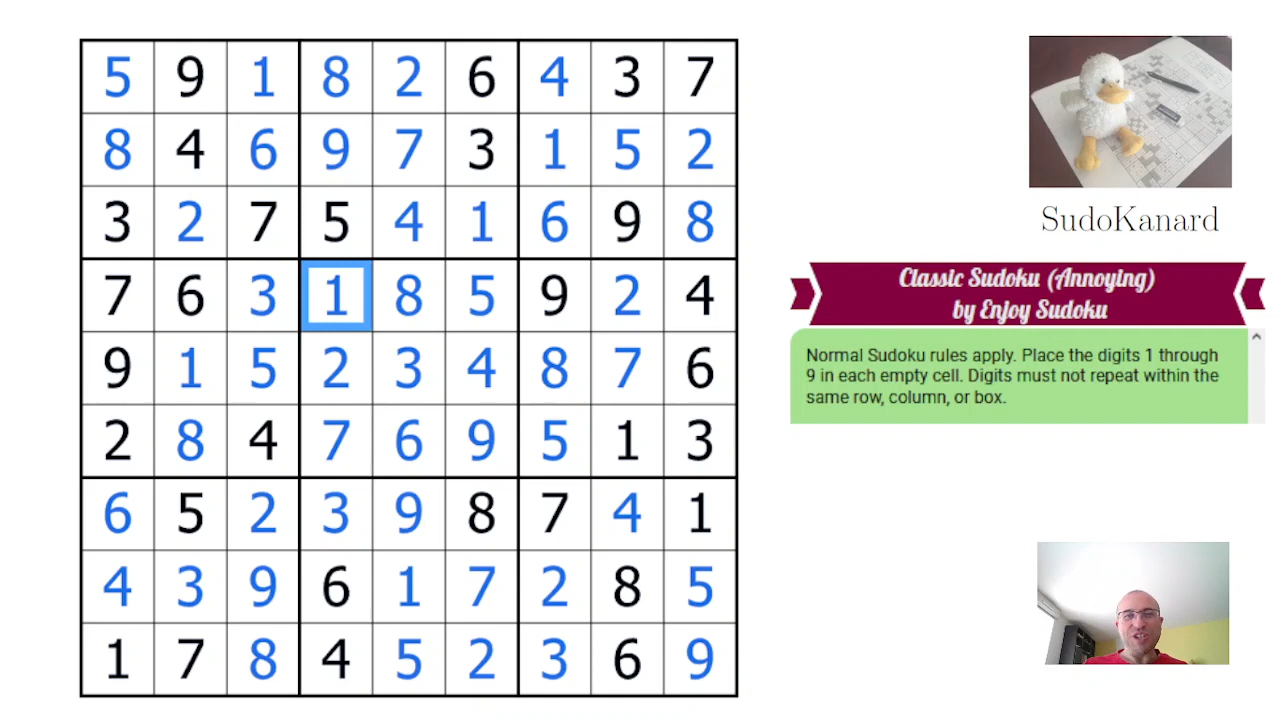 5 9 1 8 2 6 4 3 7
8 4 6 9 7 3 1 5 2
3 2 7 5 4 1 6 9 8
7 6 3 1 8 5 9 2 4
9 1 5 2 3 4 8 7 6
2 8 4 7 6 9 5 1 3
6 5 2 3 9 8 7 4 1
4 3 9 6 1 7 2 8 5
1 7 8 4 5 2 3 6 9
SudoKanard
Classic Sudoku (Annoying)
by Enjoy Sudoku
Normal Sudoku rules apply. Place the digits 1 through
9 in each empty cell. Digits must not repeat within the
same row, column, or box.